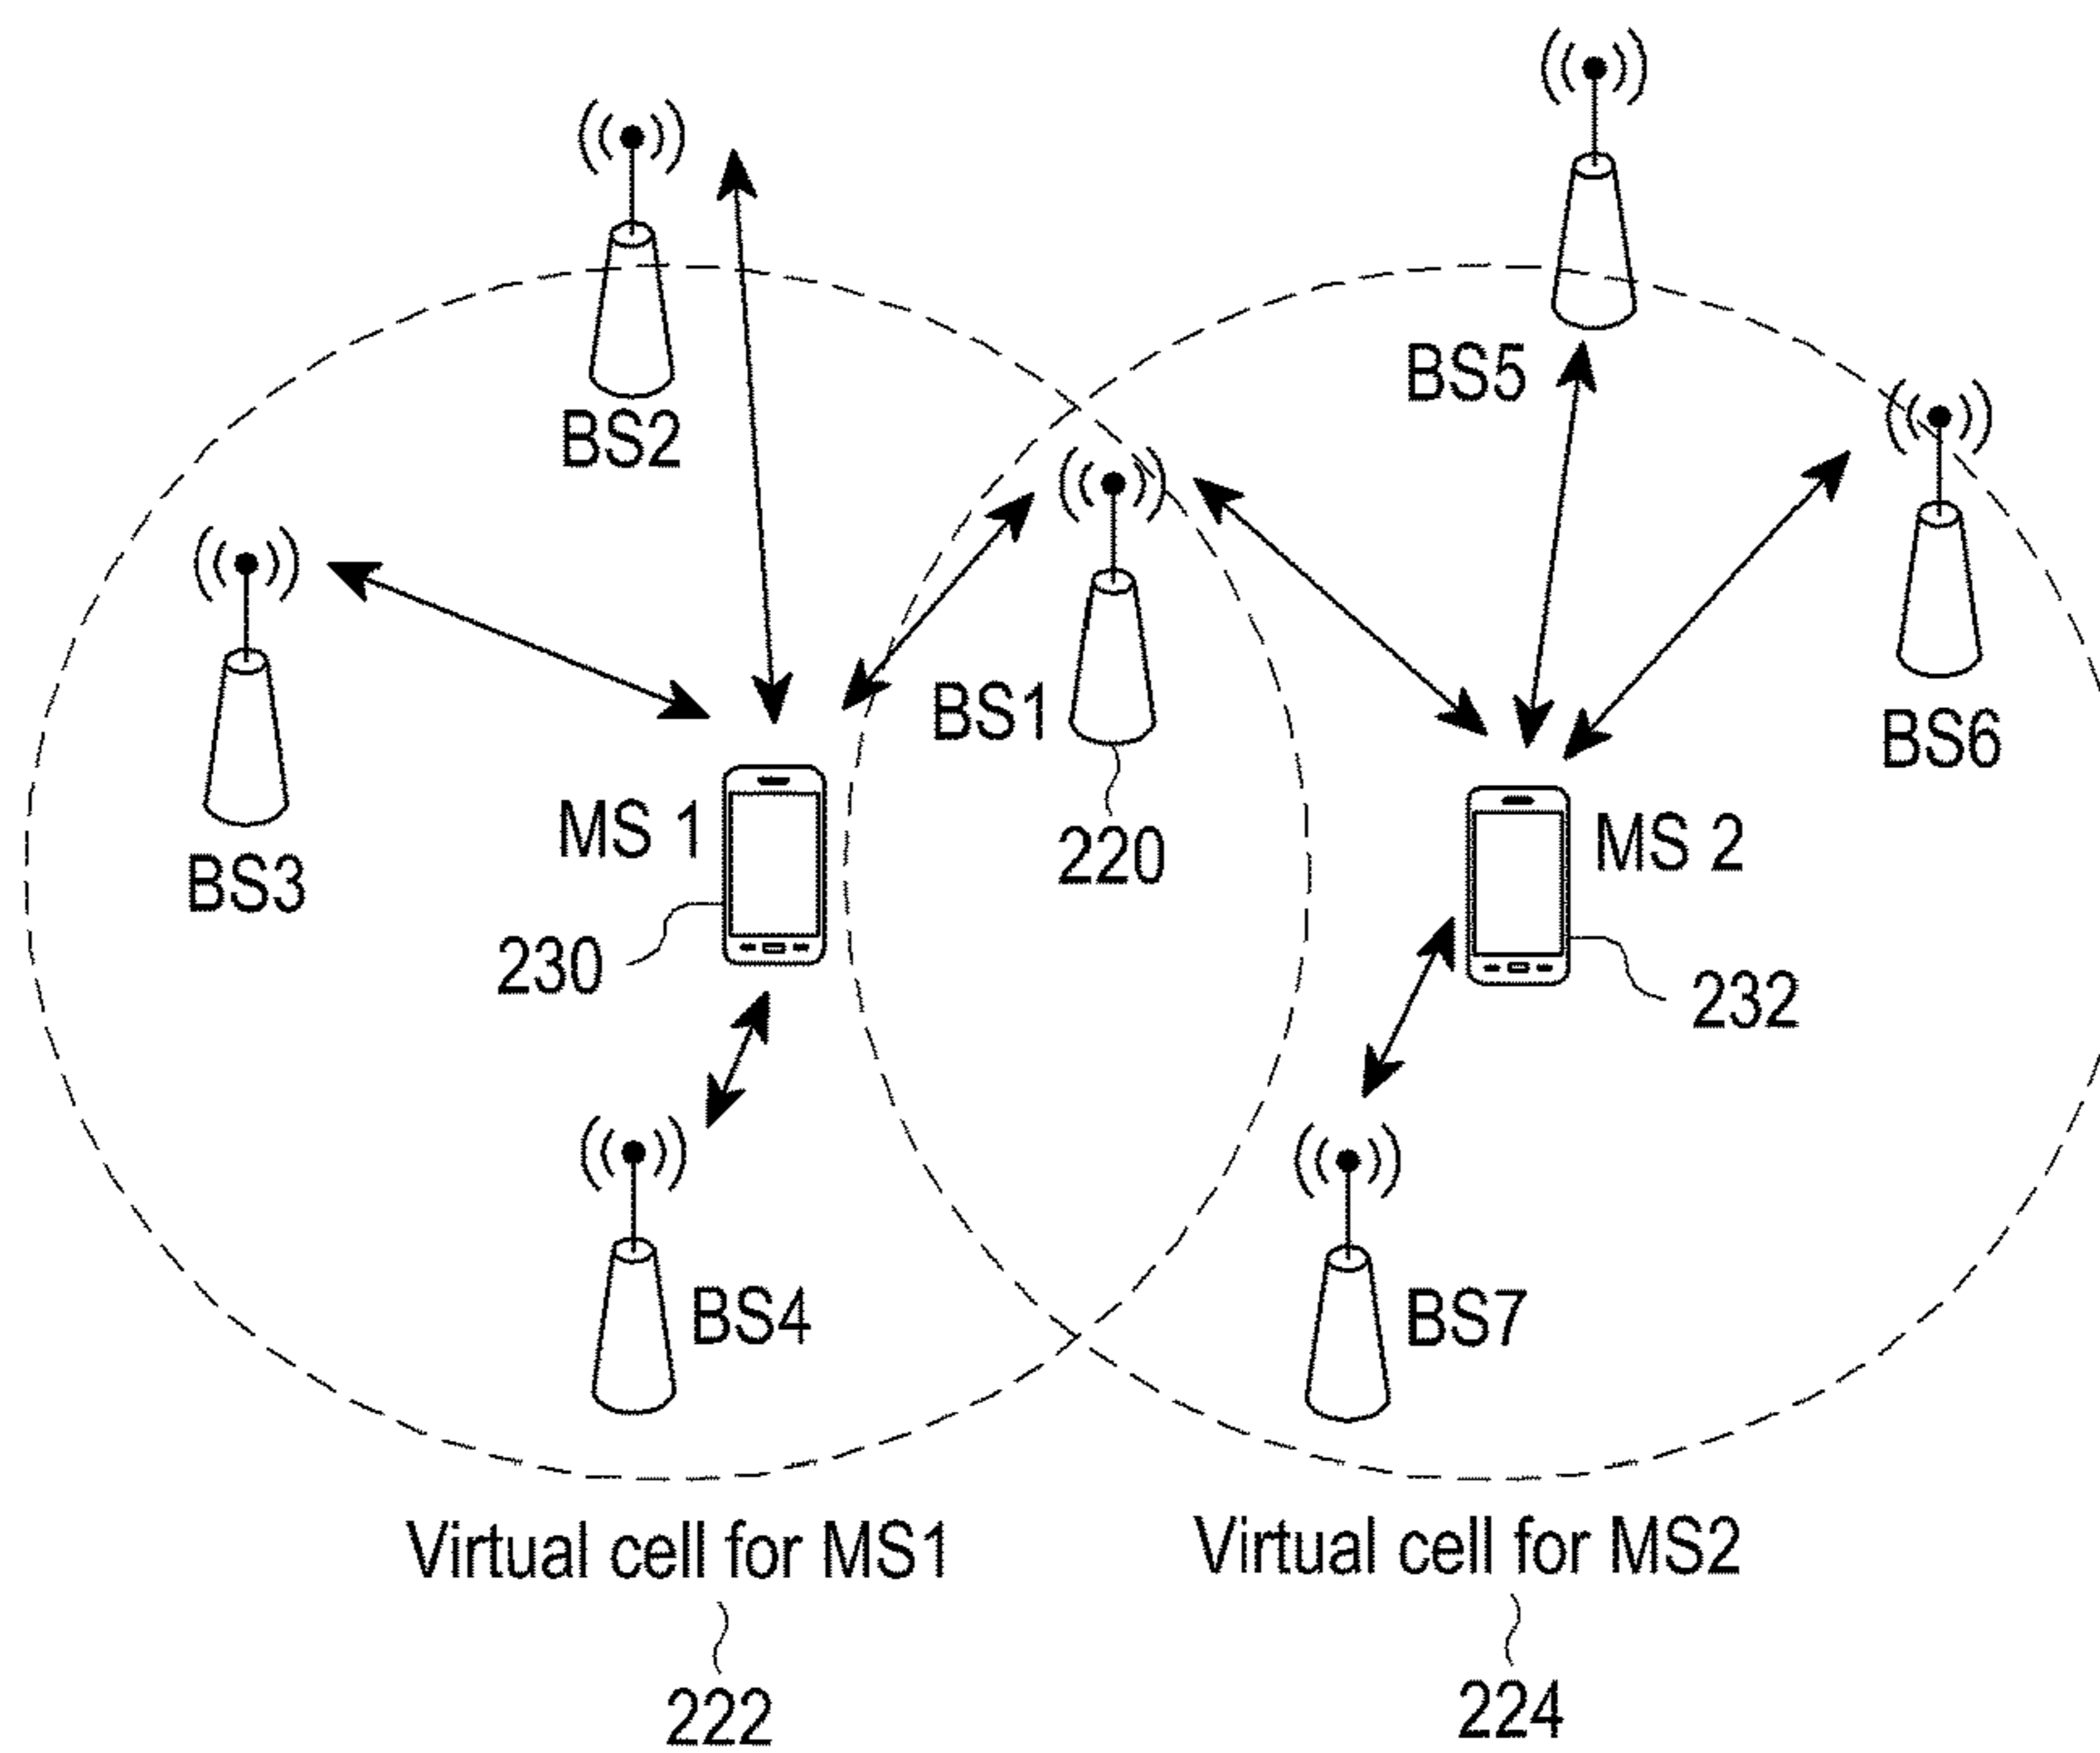 BS5
BS2
BS1
BS6
MS 1
MS 2
220
BS3
230
232
BS4
BS7
Virtual cell for MS1
Virtual cell for MS2
222
224